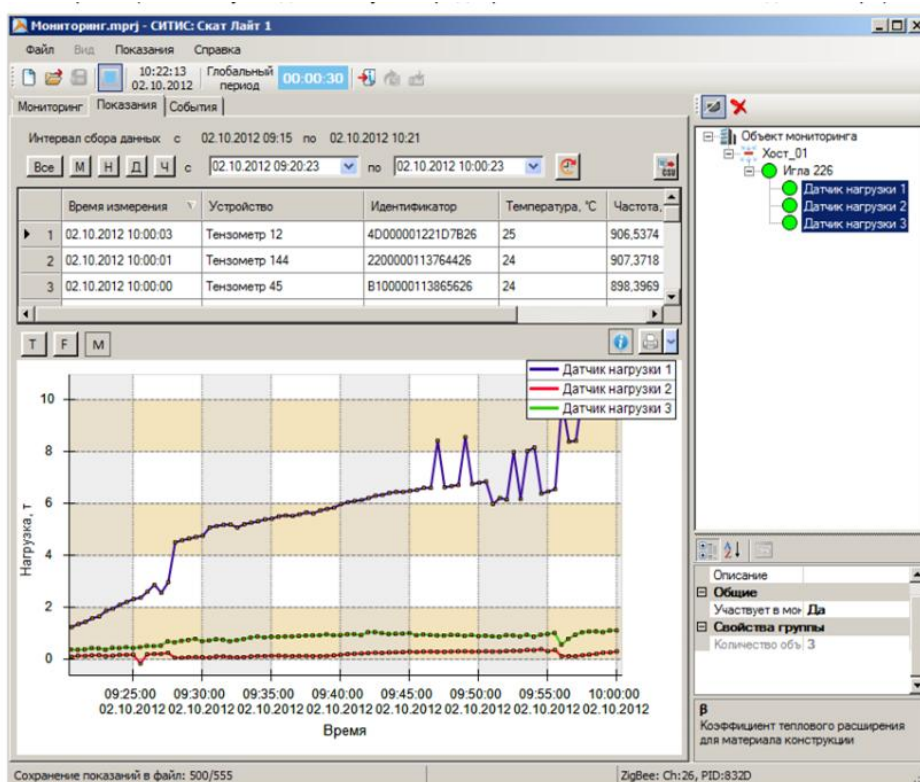 Мониторинг.mprj - СИТИС: Скат Лайт 1
Файл Вид Показания Справка
10:22:13 02.10.2012 Глобальный период 00:00:30
Мониторинг Показания События
Интервал сбора данных с 02.10.2012 09:15 по 02.10.2012 10:21
Все М Н Д Ч с 02.10.2012 09:20:23 по 02.10.2012 10:00:23 CSV
Время измерения Устройство Идентификатор Температура, °C Частота,
1 02.10.2012 10:00:03 Тензометр 12 4D000001221D7B26 25 906,5374
2 02.10.2012 10:00:01 Тензометр 144 2200000113764426 24 907,3718
3 02.10.2012 10:00:00 Тензометр 45 B100000113865626 24 898,3969
T F M
Датчик нагрузки 1
Датчик нагрузки 2
Датчик нагрузки 3
10
8
6
4
2
0
Нагрузка, т
09:25:00 09:30:00 09:35:00 09:40:00 09:45:00 09:50:00 09:55:00 10:00:00
02.10.2012 02.10.2012 02.10.2012 02.10.2012 02.10.2012 02.10.2012 02.10.2012 02.10.2012
Время
Объект мониторинга
Хост_01
Игла 226
Датчик нагрузки 1
Датчик нагрузки 2
Датчик нагрузки 3
Описание
Общие
Участвует в мон Да
Свойства группы
Количество объ 3
β
Коэффициент теплового расширения
для материала конструкции
Сохранение показаний в файл: 500/555 ZigBee: Ch:26, PID:832D